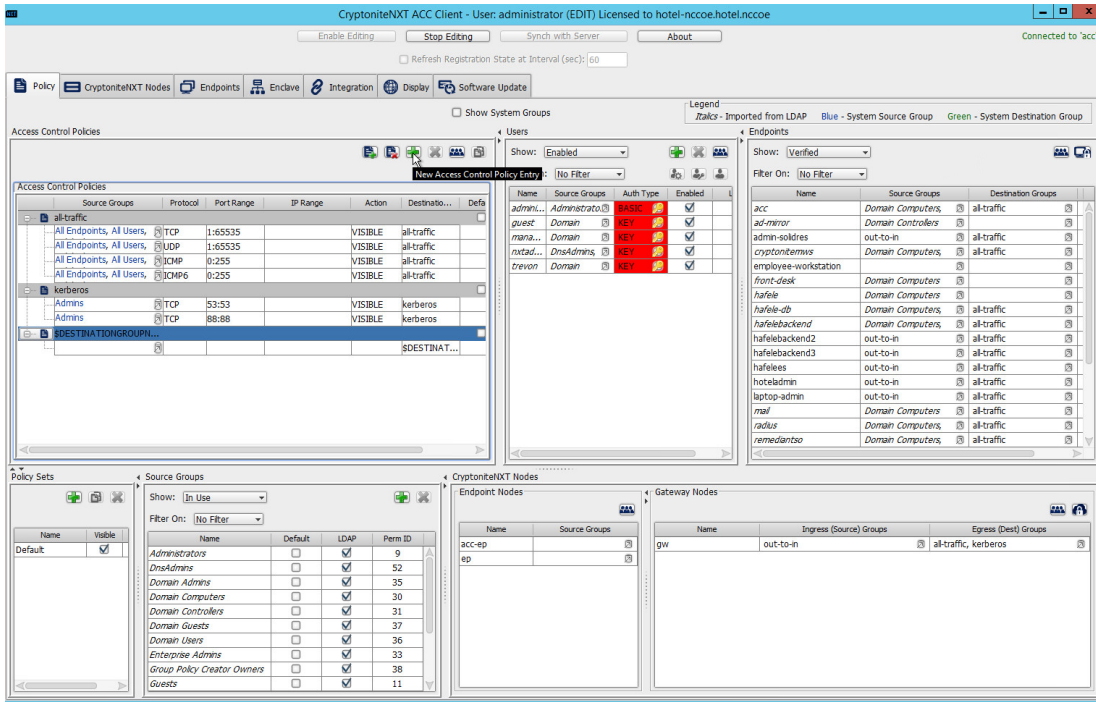 NXT CryptoniteNXT ACC Client - User: administrator (EDIT) Licensed to hotel-nccoe.hotel.nccoe
Enable Editing Stop Editing Synch with Server About Connected to 'acc'
Refresh Registration State at Interval (sec): 60
Policy CryptoniteNXT Nodes Endpoints Enclave Integration Display Software Update
Show System Groups
Legend
Italics - Imported from LDAP Blue - System Source Group Green - System Destination Group
Access Control Policies
New Access Control Policy Entry
Access Control Policies
Source Groups Protocol Port Range IP Range Action Destinatio... Defa
all-traffic
All Endpoints, All Users, TCP 1:65535 VISIBLE all-traffic
All Endpoints, All Users, UDP 1:65535 VISIBLE all-traffic
All Endpoints, All Users, ICMP 0:255 VISIBLE all-traffic
All Endpoints, All Users, ICMP6 0:255 VISIBLE all-traffic
kerberos
Admins TCP 53:53 VISIBLE kerberos
Admins TCP 88:88 VISIBLE kerberos
$DESTINATIONGROUPN...
$DESTINAT...
Users
Show: Enabled
No Filter
Name Source Groups Auth Type Enabled L
admini... Administrato... BASIC
guest Domain KEY
mana... Domain KEY
nxtad... DnsAdmins, KEY
trevon Domain KEY
Endpoints
Show: Verified
Filter On: No Filter
Name Source Groups Destination Groups
acc Domain Computers, all-traffic
ad-mirror Domain Controllers
admin-solidres out-to-in all-traffic
cryptonitemws Domain Computers, all-traffic
employee-workstation
front-desk Domain Computers
hafele Domain Computers
hafele-db Domain Computers, all-traffic
hafelebackend Domain Computers, all-traffic
hafelebackend2 out-to-in all-traffic
hafelebackend3 out-to-in all-traffic
hafelees out-to-in all-traffic
hoteladmin out-to-in all-traffic
laptop-admin out-to-in all-traffic
mail Domain Computers all-traffic
radius Domain Computers, all-traffic
remediantso Domain Computers, all-traffic
Policy Sets
Name Visible
Default
Source Groups
Show: In Use
Filter On: No Filter
Name Default LDAP Perm ID
Administrators 9
DnsAdmins 52
Domain Admins 35
Domain Computers 30
Domain Controllers 31
Domain Guests 37
Domain Users 36
Enterprise Admins 33
Group Policy Creator Owners 38
Guests 11
CryptoniteNXT Nodes
Endpoint Nodes
Name Source Groups
acc-ep
ep
Gateway Nodes
Name Ingress (Source) Groups Egress (Dest) Groups
gw out-to-in all-traffic, kerberos